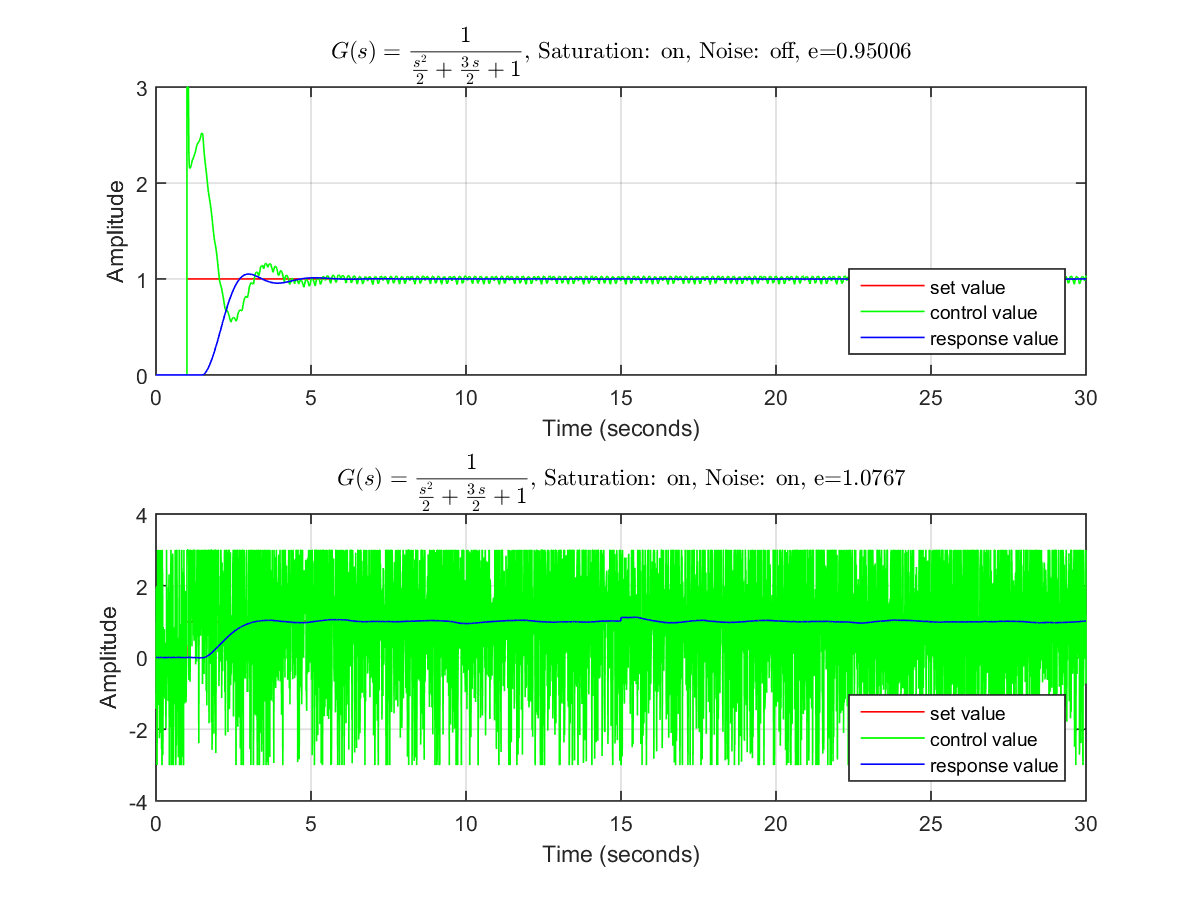 G(s) = 1 / (s²/2 + 3 s/2 + 1), Saturation: on, Noise: off, e=0.95006
3
2
1
0
Amplitude
set value
control value
response value
0 5 10 15 20 25 30
Time (seconds)
G(s) = 1 / (s²/2 + 3 s/2 + 1), Saturation: on, Noise: on, e=1.0767
4
2
0
-2
-4
Amplitude
set value
control value
response value
0 5 10 15 20 25 30
Time (seconds)